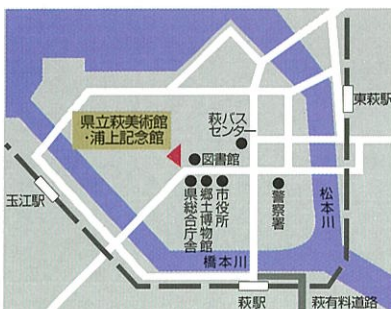 県立萩美術館
・浦上記念館
萩バス
センター
東萩駅
図書館
玉江駅
県総合庁舎
郷土博物館
市役所
警察署
松本川
橋本川
萩駅
萩有料道路